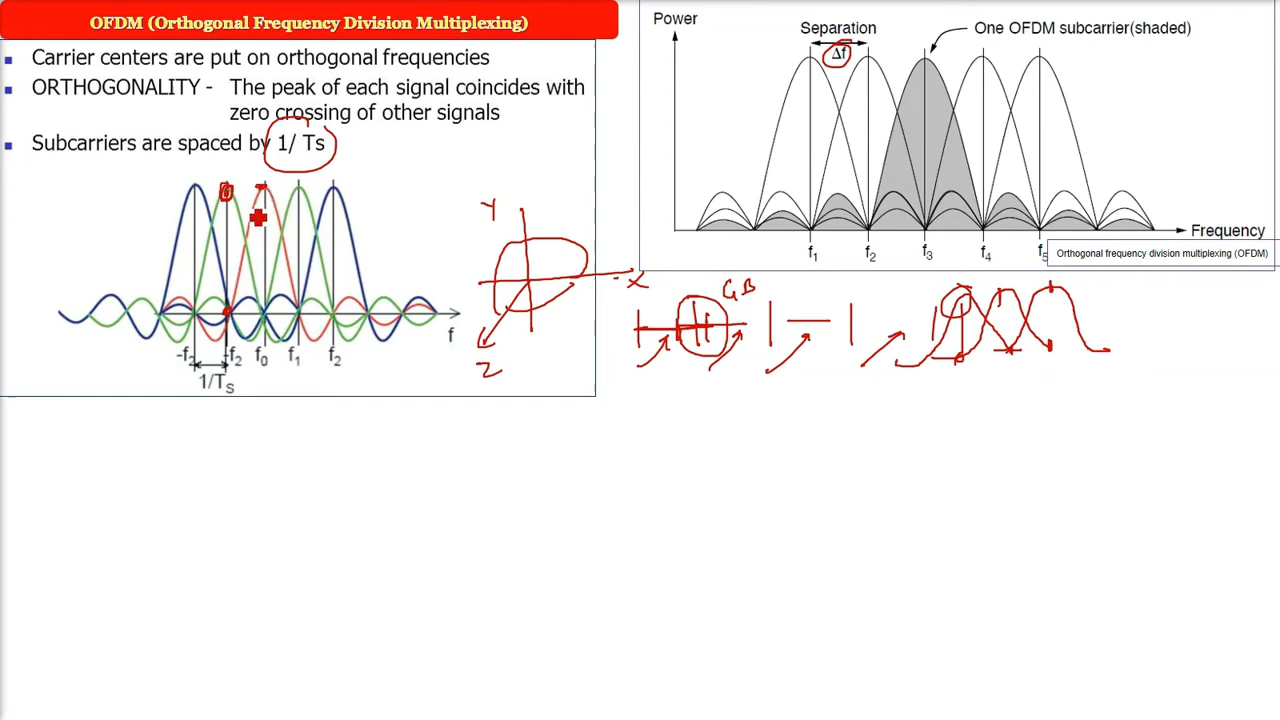 OFDM (Orthogonal Frequency Division Multiplexing)
Carrier centers are put on orthogonal frequencies
ORTHOGONALITY - The peak of each signal coincides with
zero crossing of other signals
Subcarriers are spaced by 1/ Ts
-f2 -f2 f0 f1 f2
f
1/TS
Y
X
Z
Power
Separation
Δf
One OFDM subcarrier(shaded)
Frequency
f1 f2 f3 f4 f5
Orthogonal frequency division multiplexing (OFDM)
GB